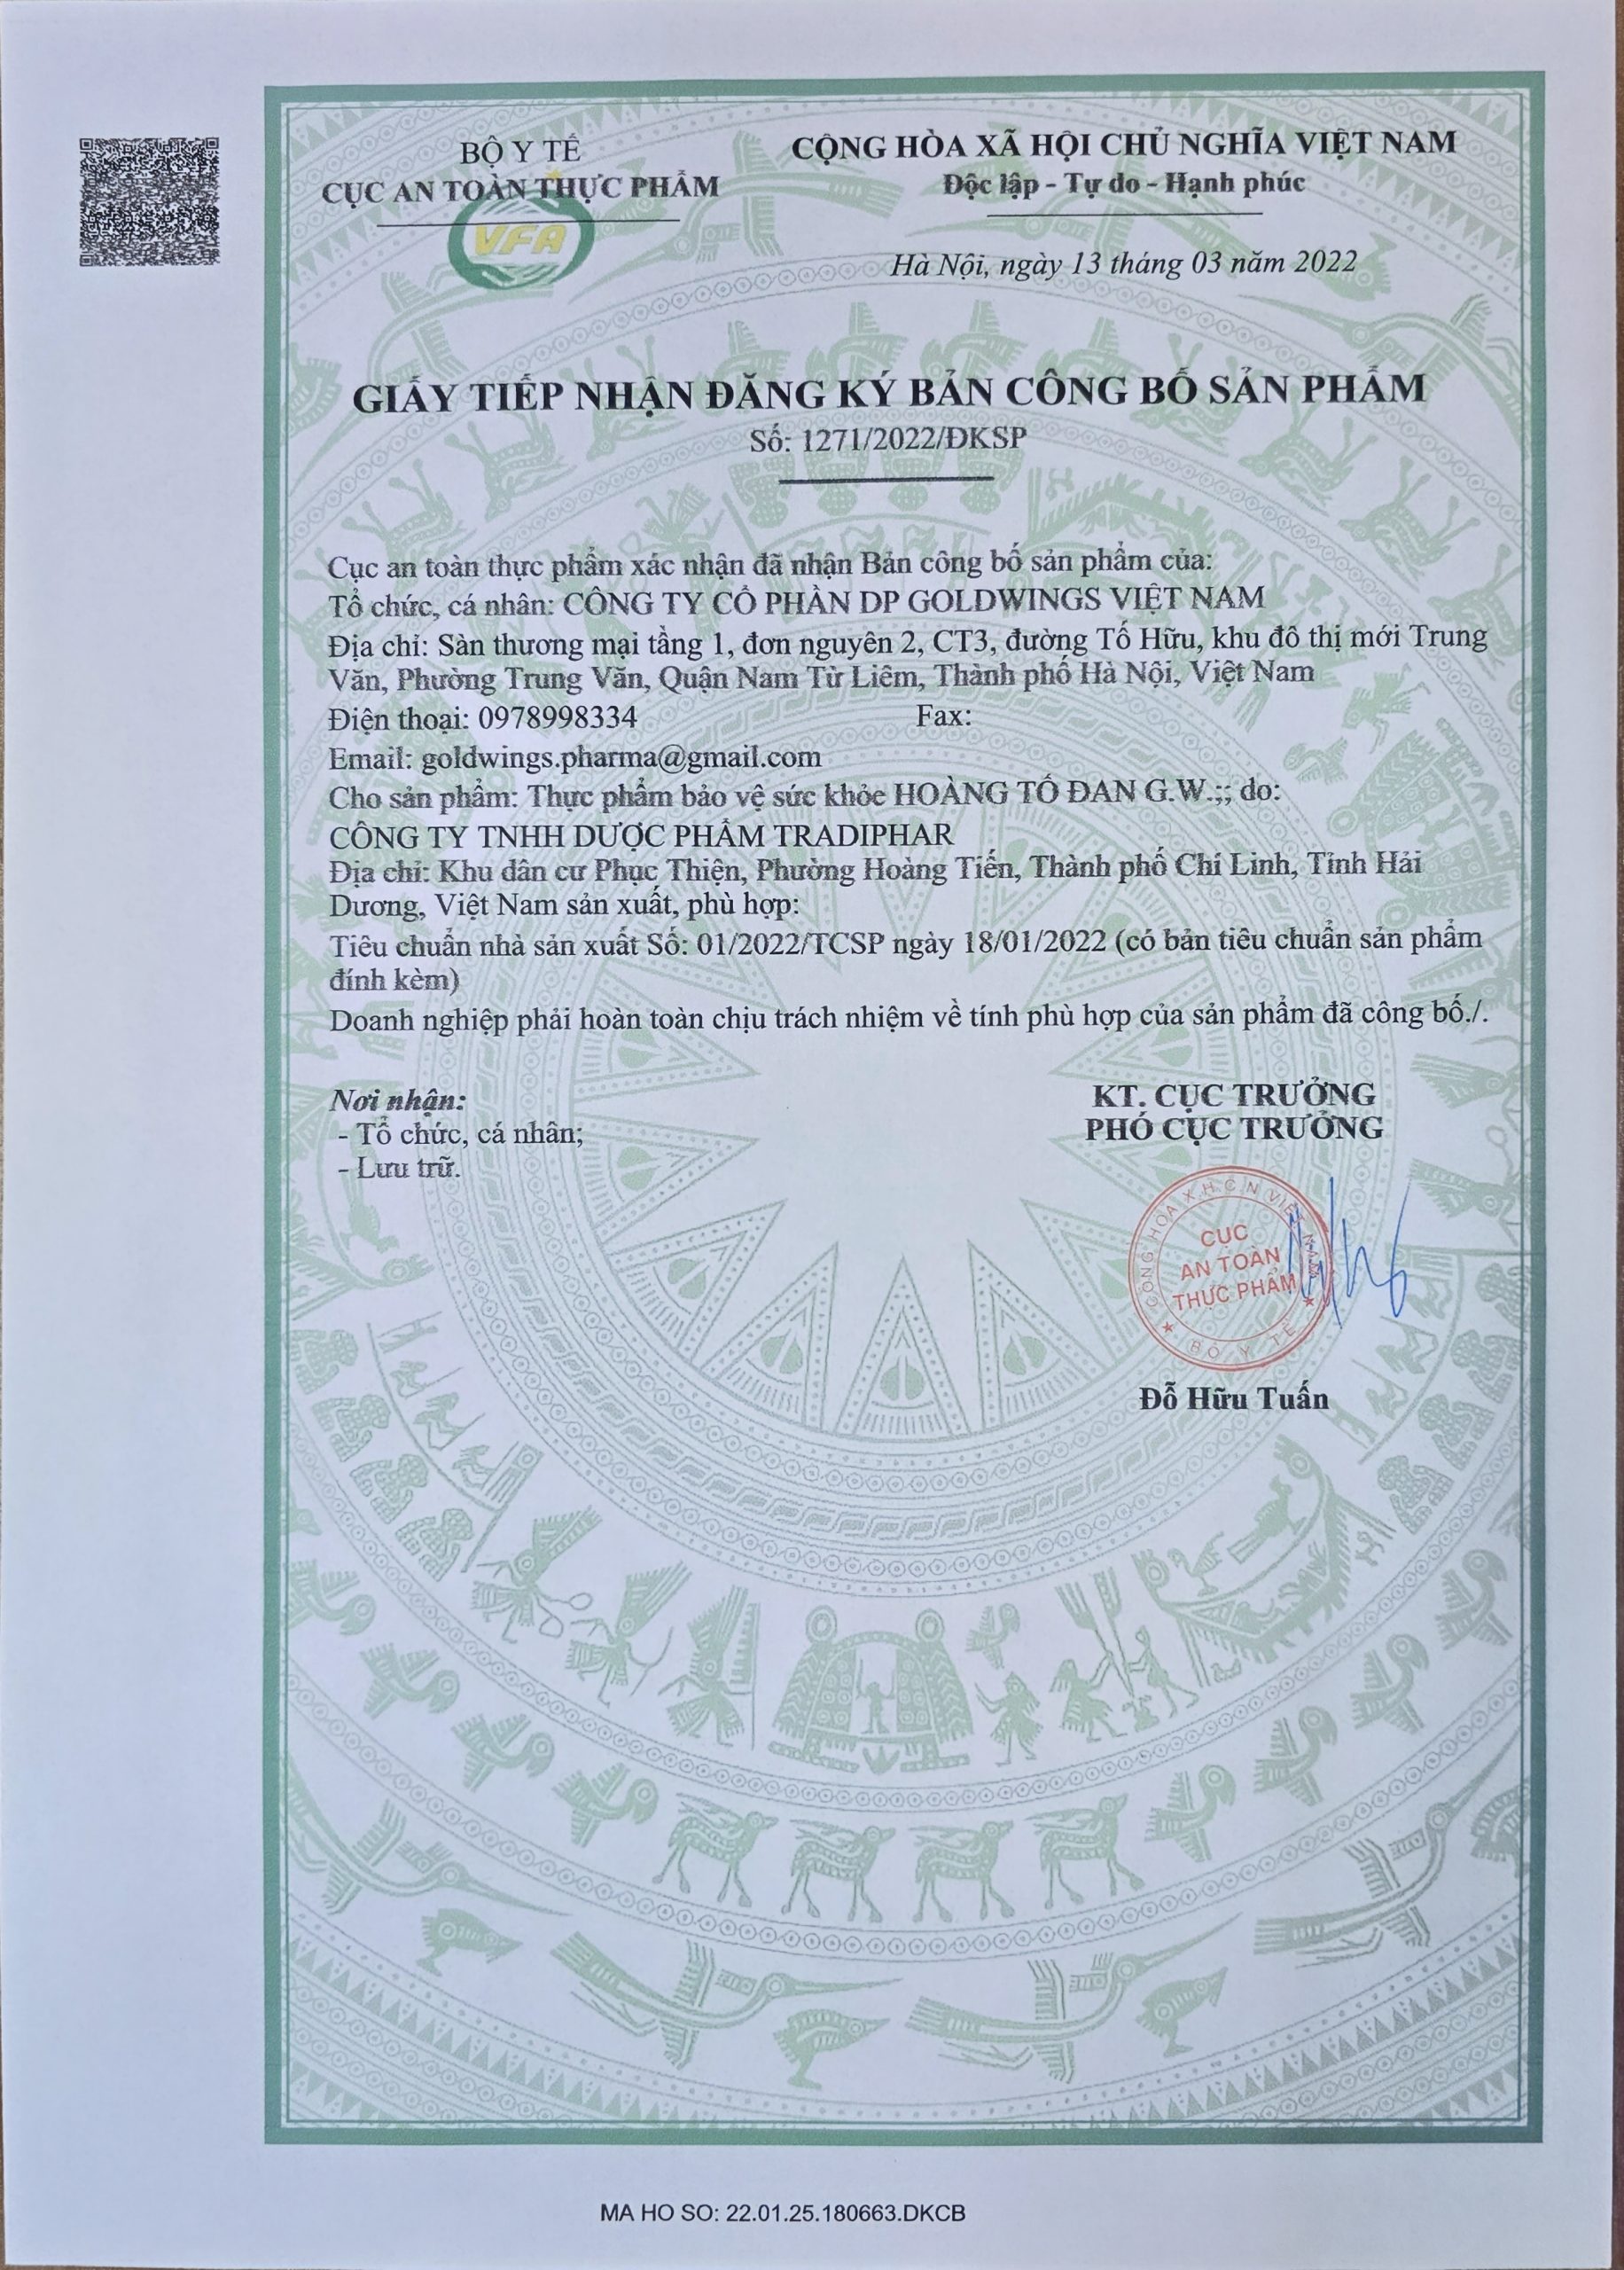 BỘ Y TẾ
CỤC AN TOÀN THỰC PHẨM
VFA
CỘNG HÒA XÃ HỘI CHỦ NGHĨA VIỆT NAM
Độc lập - Tự do - Hạnh phúc
Hà Nội, ngày 13 tháng 03 năm 2022
GIẤY TIẾP NHẬN ĐĂNG KÝ BẢN CÔNG BỐ SẢN PHẨM
Số: 1271/2022/ĐKSP
Cục an toàn thực phẩm xác nhận đã nhận Bản công bố sản phẩm của:
Tổ chức, cá nhân: CÔNG TY CỔ PHẦN DP GOLDWINGS VIỆT NAM
Địa chỉ: Sàn thương mại tầng 1, đơn nguyên 2, CT3, đường Tố Hữu, khu đô thị mới Trung
Văn, Phường Trung Văn, Quận Nam Từ Liêm, Thành phố Hà Nội, Việt Nam
Điện thoại: 0978998334 Fax:
Email: goldwings.pharma@gmail.com
Cho sản phẩm: Thực phẩm bảo vệ sức khỏe HOÀNG TỐ ĐAN G.W.;; do:
CÔNG TY TNHH DƯỢC PHẨM TRADIPHAR
Địa chỉ: Khu dân cư Phục Thiện, Phường Hoàng Tiến, Thành phố Chí Linh, Tỉnh Hải
Dương, Việt Nam sản xuất, phù hợp:
Tiêu chuẩn nhà sản xuất Số: 01/2022/TCSP ngày 18/01/2022 (có bản tiêu chuẩn sản phẩm
đính kèm)
Doanh nghiệp phải hoàn toàn chịu trách nhiệm về tính phù hợp của sản phẩm đã công bố./.
Nơi nhận:
- Tổ chức, cá nhân;
- Lưu trữ.
KT. CỤC TRƯỞNG
PHÓ CỤC TRƯỞNG
CỘNG HÒA X.H.C.N VIỆT NAM
CỤC
AN TOÀN
THỰC PHẨM
★ BỘ Y TẾ ★
Đỗ Hữu Tuấn
MA HO SO: 22.01.25.180663.DKCB